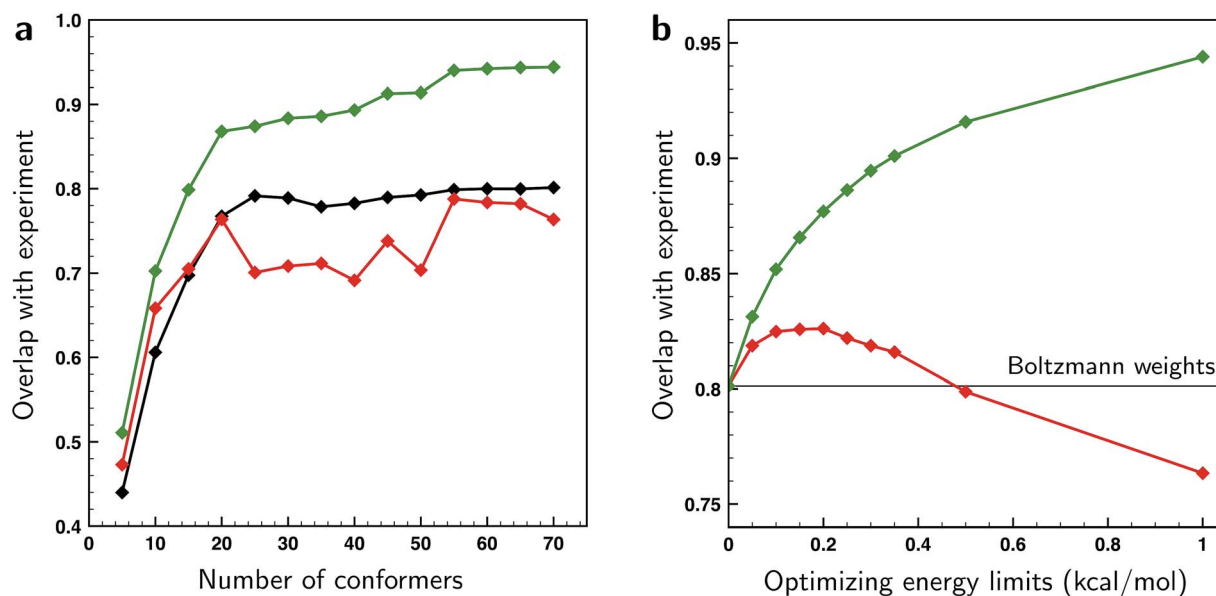 a
Overlap with experiment
1.0
0.9
0.8
0.7
0.6
0.5
0.4
0 10 20 30 40 50 60 70
Number of conformers
b
Overlap with experiment
0.95
0.9
0.85
0.8
0.75
Boltzmann weights
0 0.2 0.4 0.6 0.8 1
Optimizing energy limits (kcal/mol)